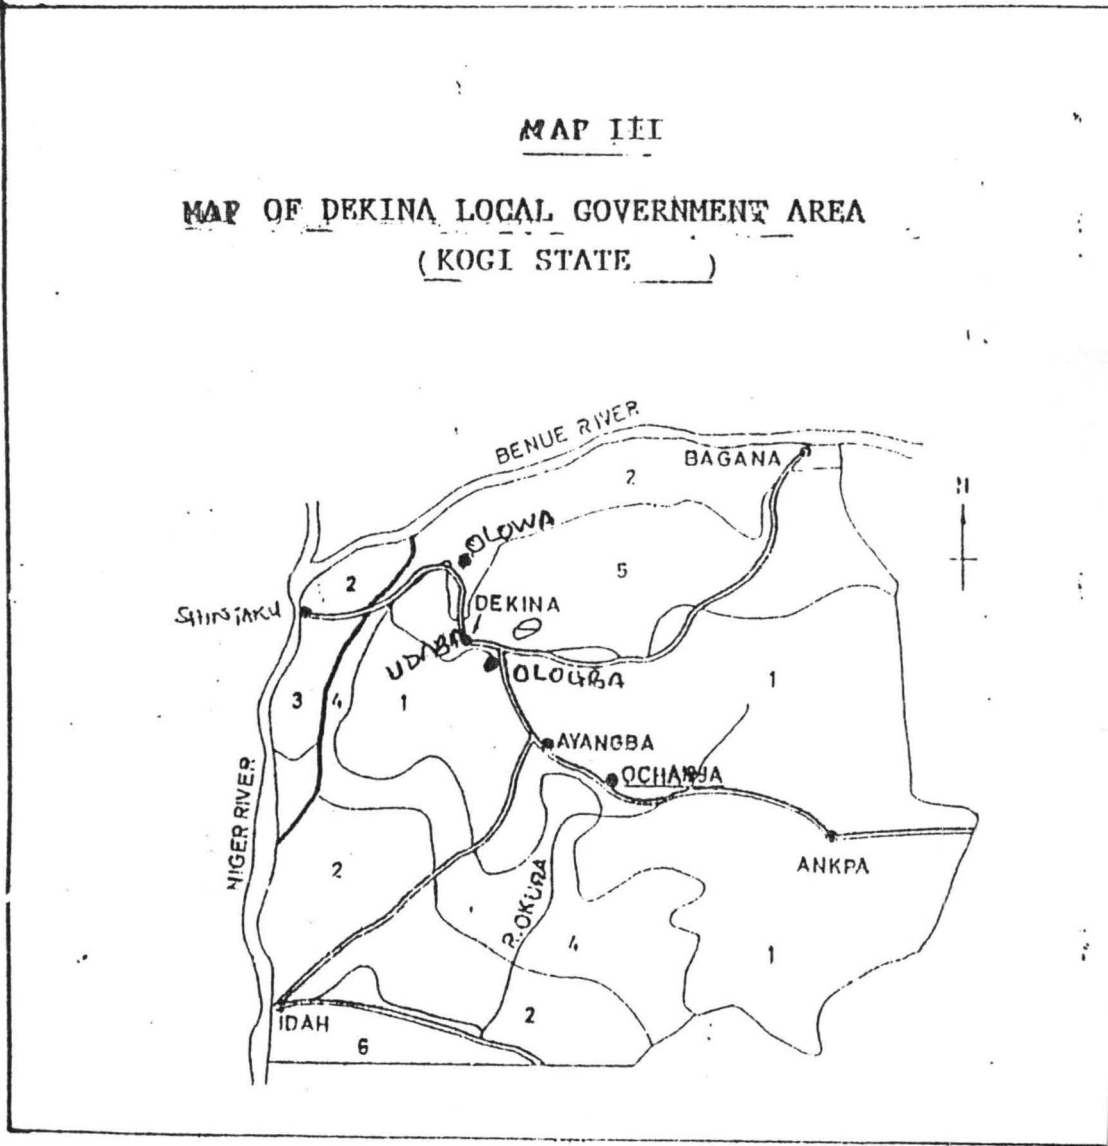 MAP III
MAP OF DEKINA LOCAL GOVERNMENT AREA
(KOGI STATE )
BENUE RIVER
BAGANA
N
2
OLOWA
5
2
SHINTAKU
DEKINA
UDABA
OLOGBA
3
4
1
1
AYANGBA
OCHANJA
NIGER RIVER
ANKPA
2
R. OKURA
4
1
IDAH
2
6